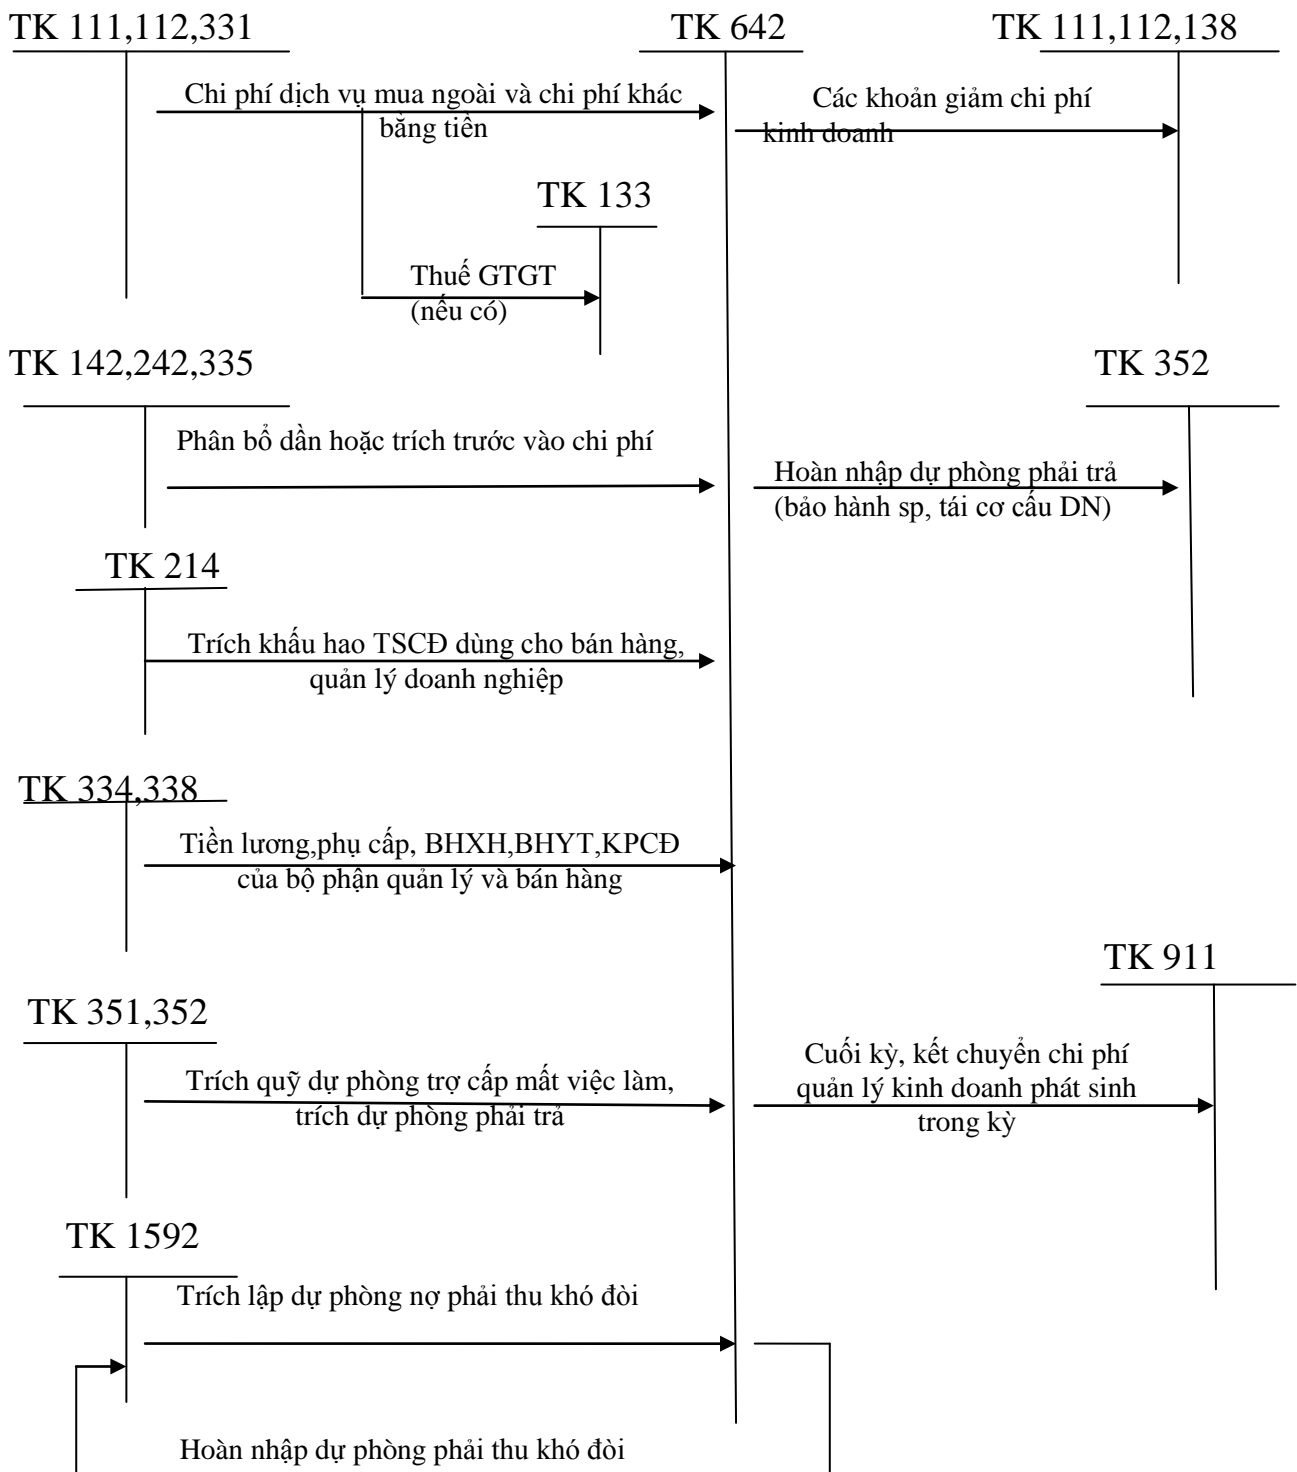 TK 111,112,331
TK 642
TK 111,112,138
Chi phí dịch vụ mua ngoài và chi phí khác
bằng tiền
Các khoản giảm chi phí
kinh doanh
TK 133
Thuế GTGT
(nếu có)
TK 142,242,335
TK 352
Phân bổ dần hoặc trích trước vào chi phí
Hoàn nhập dự phòng phải trả
(bảo hành sp, tái cơ cấu DN)
TK 214
Trích khấu hao TSCĐ dùng cho bán hàng,
quản lý doanh nghiệp
TK 334,338
Tiền lương,phụ cấp, BHXH,BHYT,KPCĐ
của bộ phận quản lý và bán hàng
TK 911
TK 351,352
Trích quỹ dự phòng trợ cấp mất việc làm,
trích dự phòng phải trả
Cuối kỳ, kết chuyển chi phí
quản lý kinh doanh phát sinh
trong kỳ
TK 1592
Trích lập dự phòng nợ phải thu khó đòi
Hoàn nhập dự phòng phải thu khó đòi